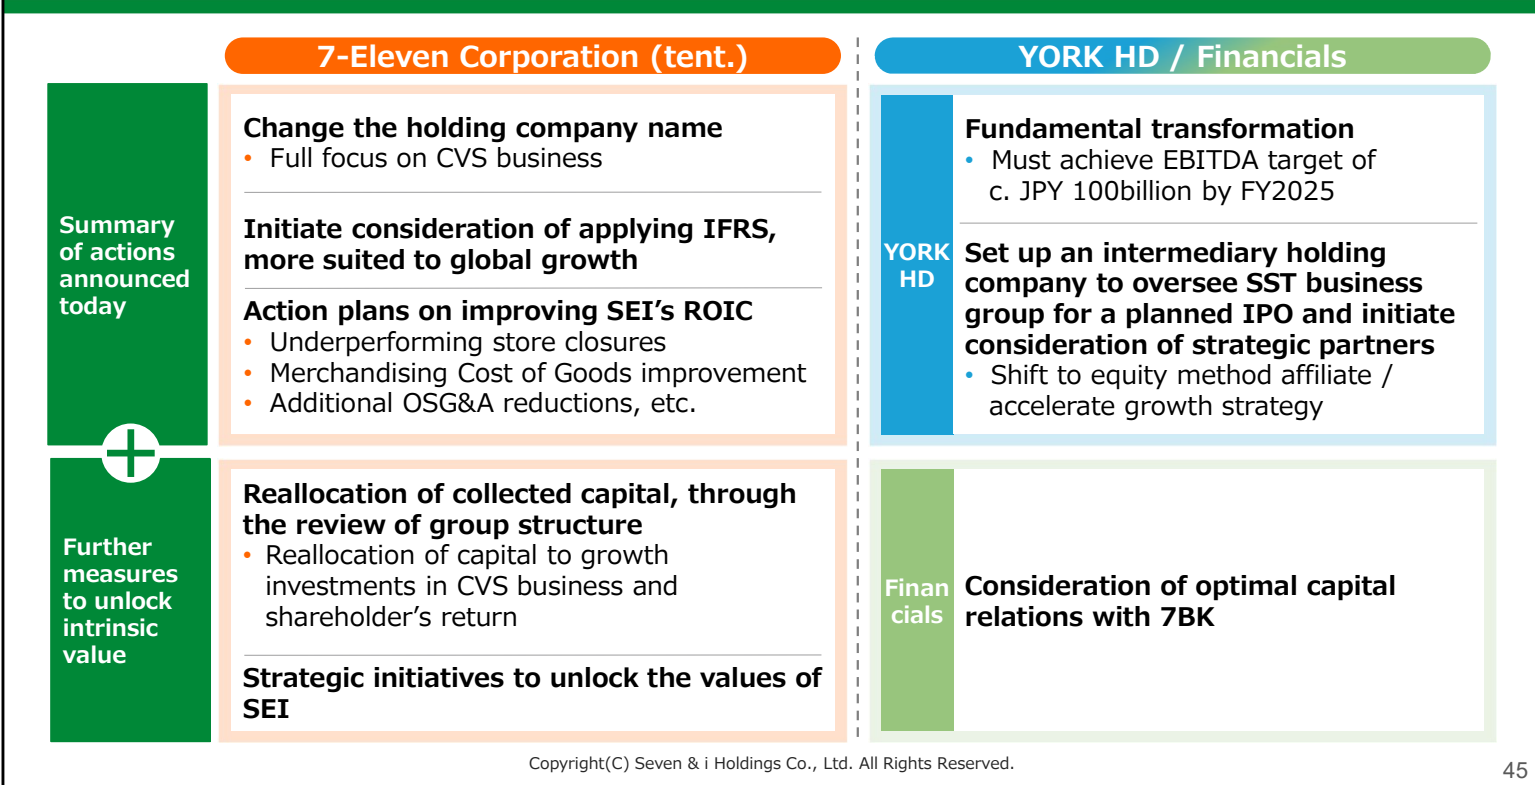 7-Eleven Corporation (tent.)
YORK HD / Financials
Summary
of actions
announced
today
Change the holding company name
• Full focus on CVS business
Initiate consideration of applying IFRS,
more suited to global growth
Action plans on improving SEI’s ROIC
• Underperforming store closures
• Merchandising Cost of Goods improvement
• Additional OSG&A reductions, etc.
YORK
HD
Fundamental transformation
• Must achieve EBITDA target of
c. JPY 100billion by FY2025
Set up an intermediary holding
company to oversee SST business
group for a planned IPO and initiate
consideration of strategic partners
• Shift to equity method affiliate /
accelerate growth strategy
Further
measures
to unlock
intrinsic
value
Reallocation of collected capital, through
the review of group structure
• Reallocation of capital to growth
investments in CVS business and
shareholder’s return
Strategic initiatives to unlock the values of
SEI
Finan
cials
Consideration of optimal capital
relations with 7BK
Copyright(C) Seven & i Holdings Co., Ltd. All Rights Reserved.
45